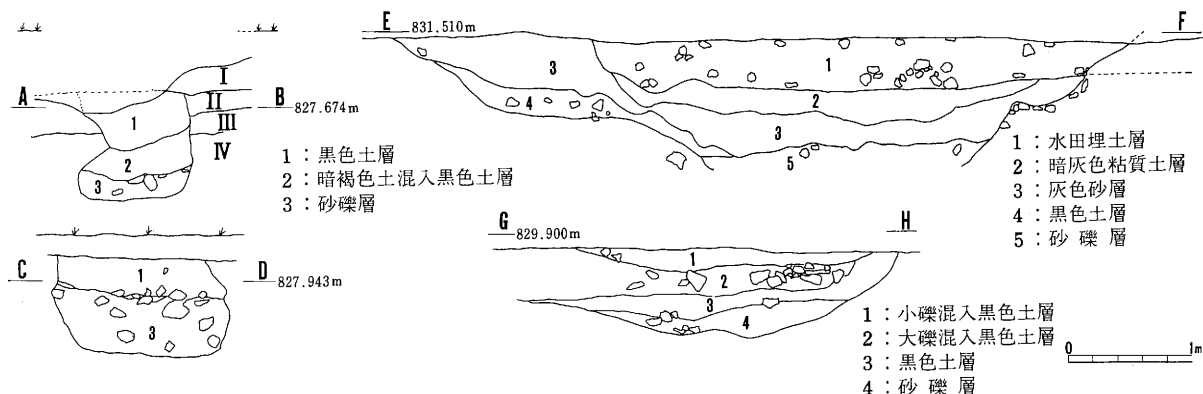 E 831.510m F
3 1
4 2
3
5
1：水田埋土層
2：暗灰色粘質土層
3：灰色砂層
4：黒色土層
5：砂礫層
A I
II B 827.674m
1 III
2 IV
3
1：黒色土層
2：暗褐色土混入黒色土層
3：砂礫層
C 1 D 827.943m
3
G 829.900m H
1
2
3
4
1：小礫混入黒色土層
2：大礫混入黒色土層
3：黒色土層
4：砂礫層
0 1m